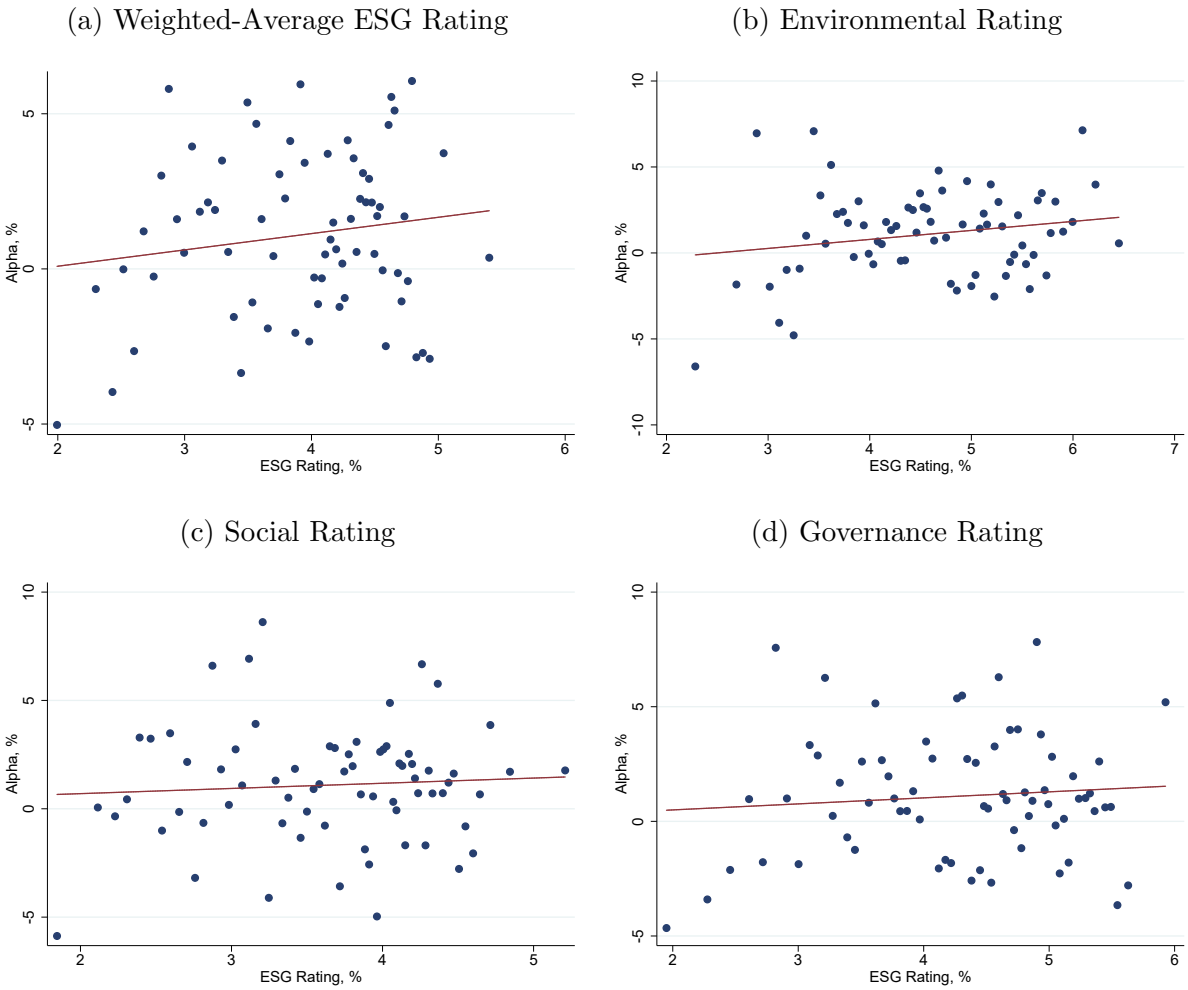 (a) Weighted-Average ESG Rating
5
0
-5
Alpha, %
2 3 4 5 6
ESG Rating, %
(b) Environmental Rating
10
5
0
-5
-10
Alpha, %
2 3 4 5 6 7
ESG Rating, %
(c) Social Rating
10
5
0
-5
Alpha, %
2 3 4 5
ESG Rating, %
(d) Governance Rating
10
5
0
-5
Alpha, %
2 3 4 5 6
ESG Rating, %